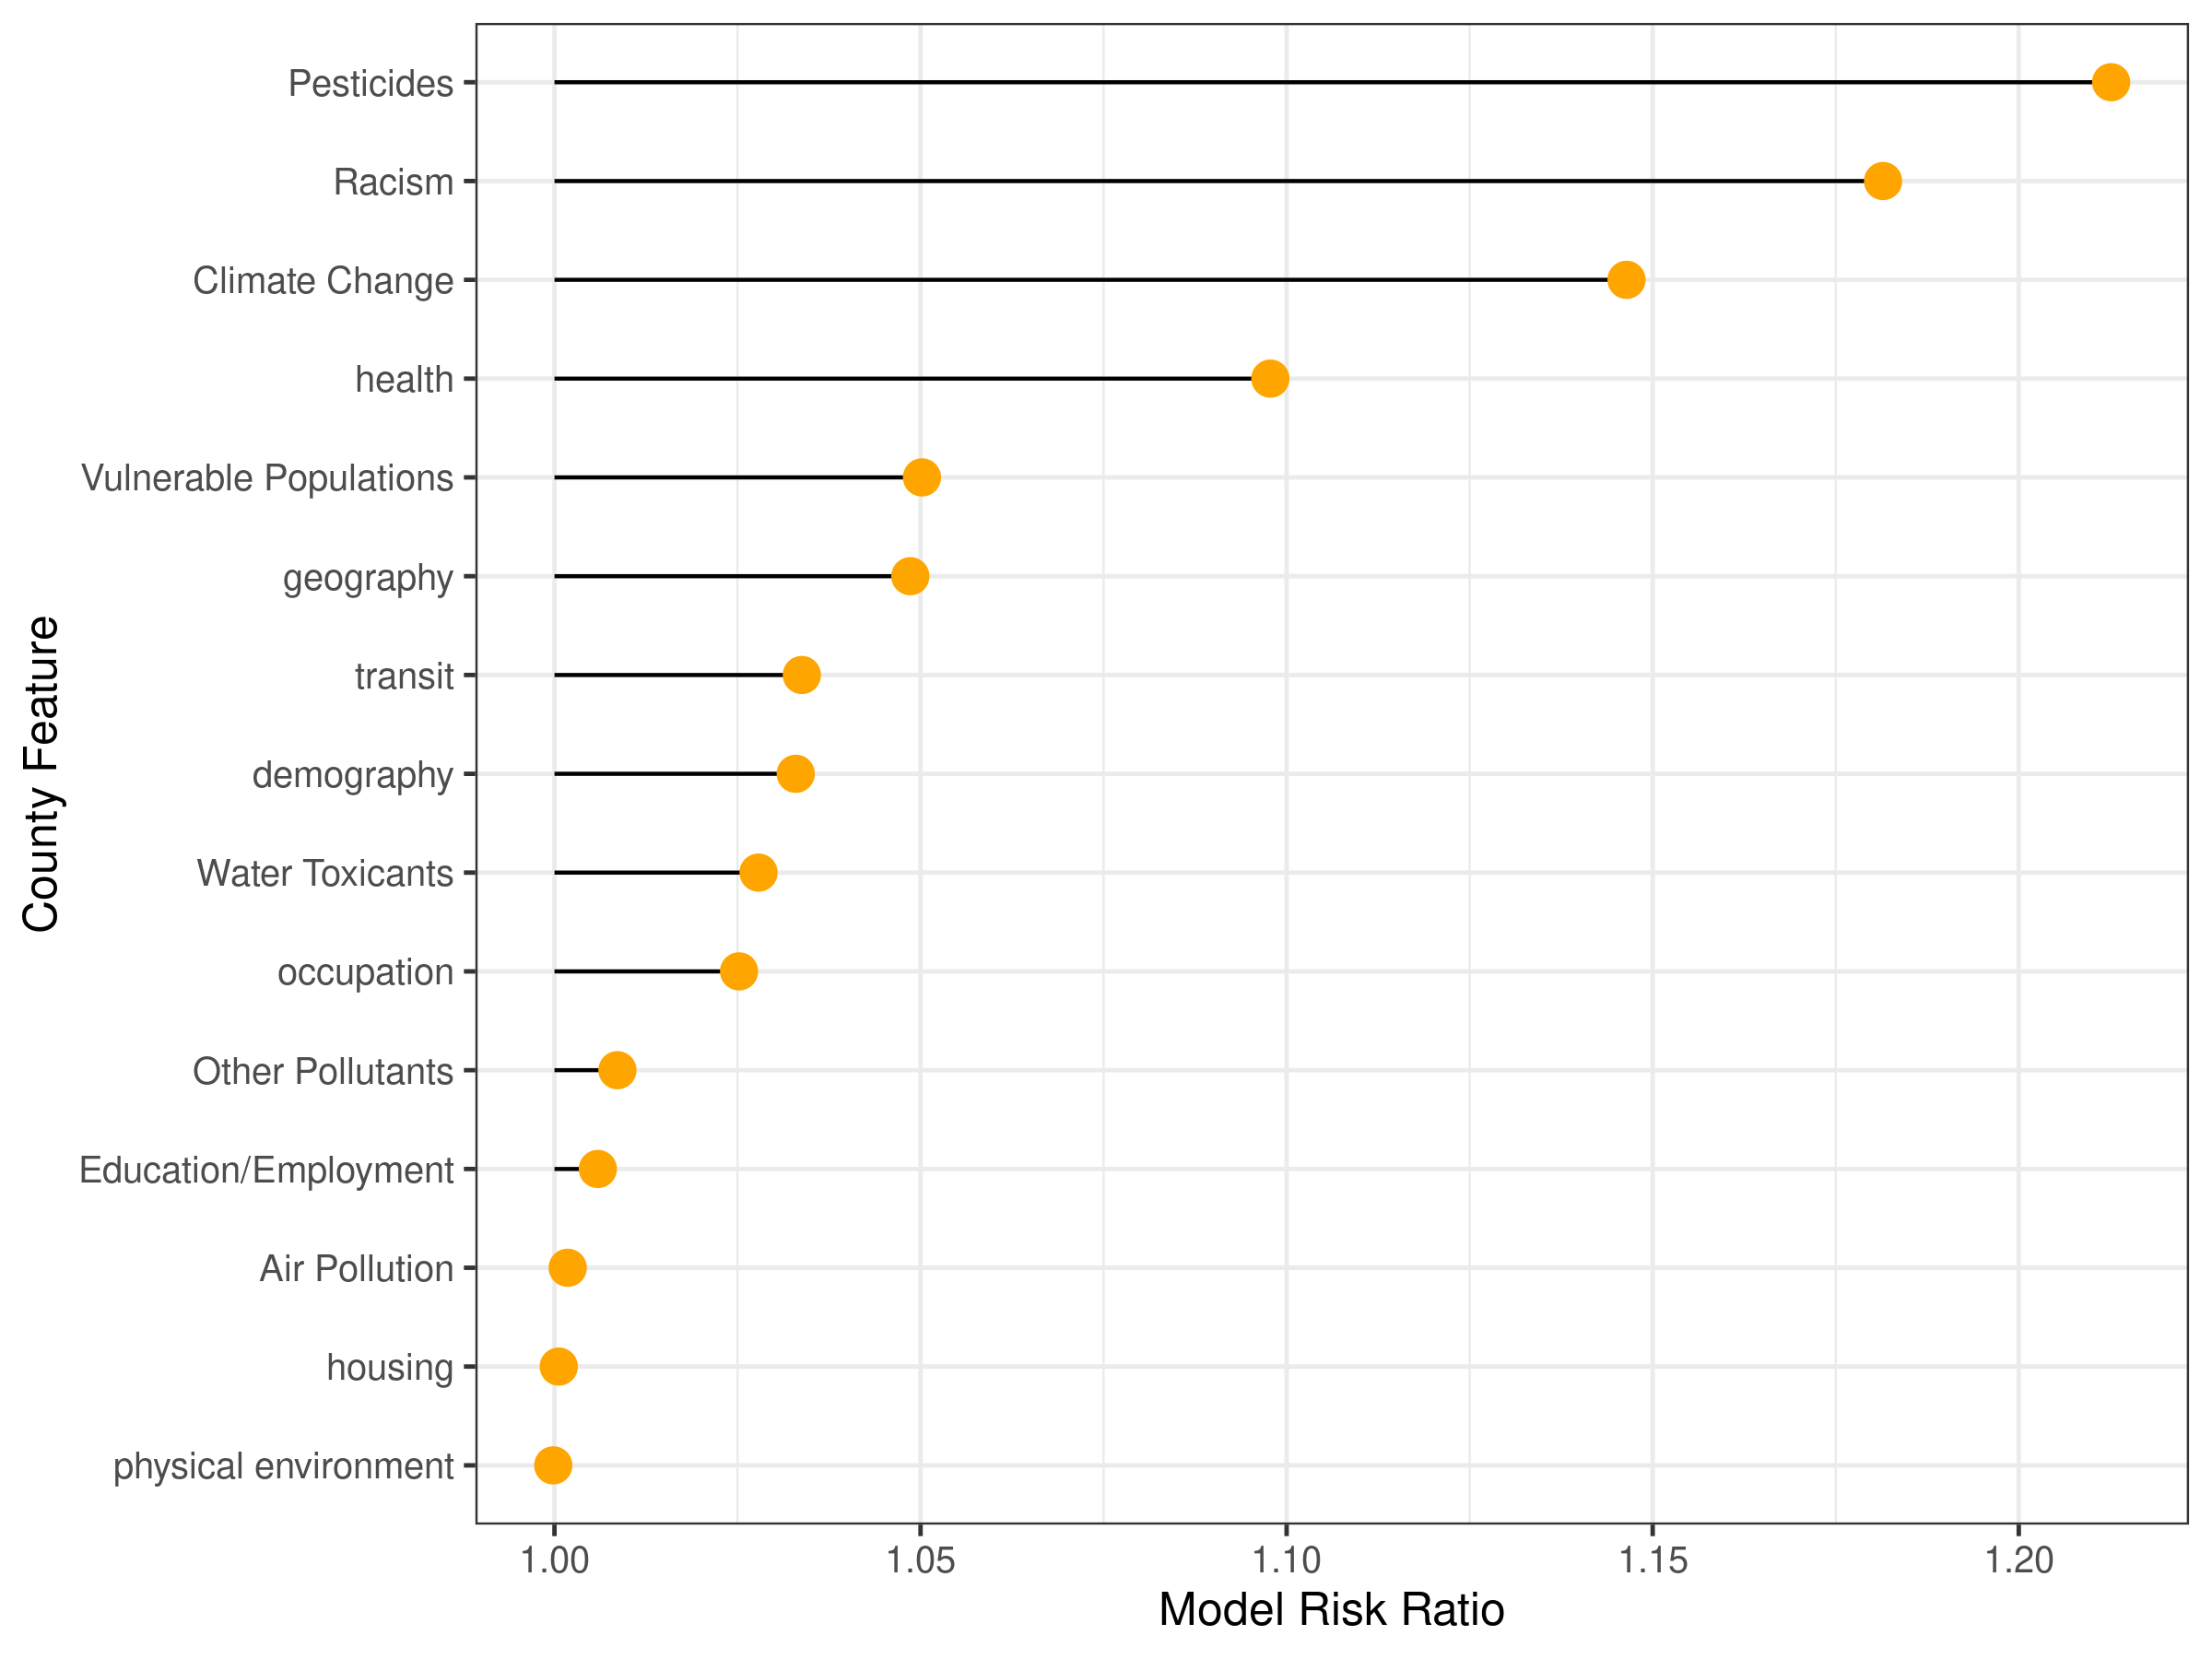 Pesticides
Racism
Climate Change
health
Vulnerable Populations
geography
transit
demography
Water Toxicants
occupation
Other Pollutants
Education/Employment
Air Pollution
housing
physical environment
County Feature
1.00 1.05 1.10 1.15 1.20
Model Risk Ratio